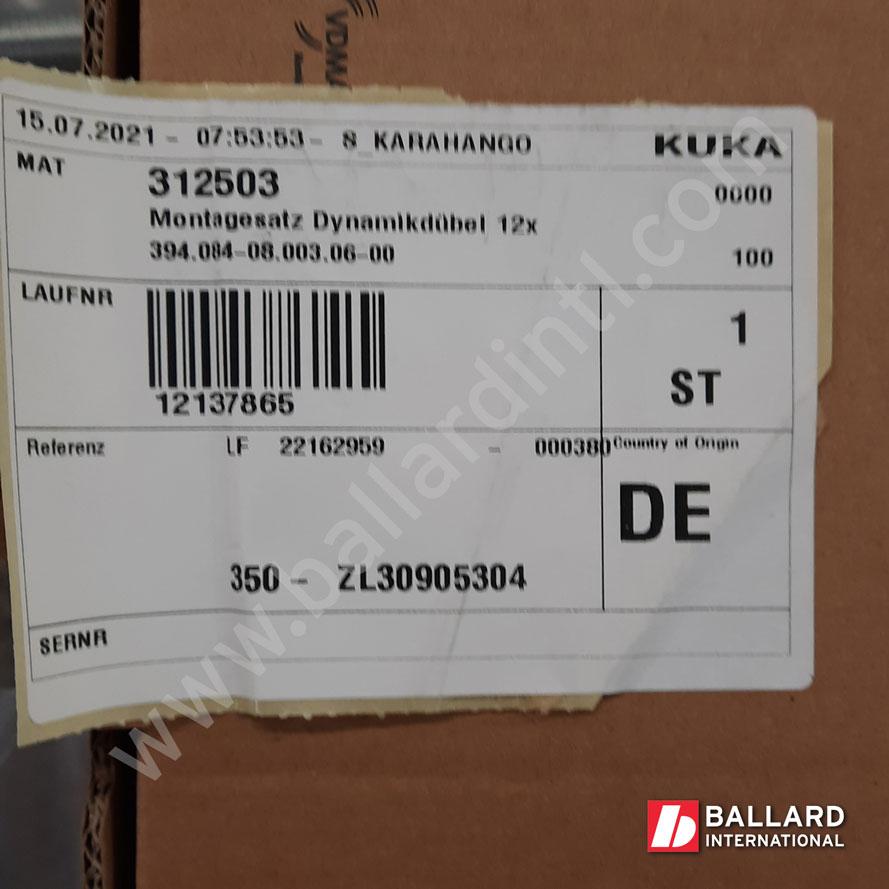 VDMA
15.07.2021 - 07:53:53- S_KARAHANGO
KUKA
MAT
312503
0000
Montagesatz Dynamikdübel 12x
394.084-08.003.06-00
100
LAUFNR
12137865
1
ST
Referenz LF 22162959 - 000380
Country of Origin
DE
350- ZL30905304
SERNR
www.ballardintl.com
BALLARD
INTERNATIONAL